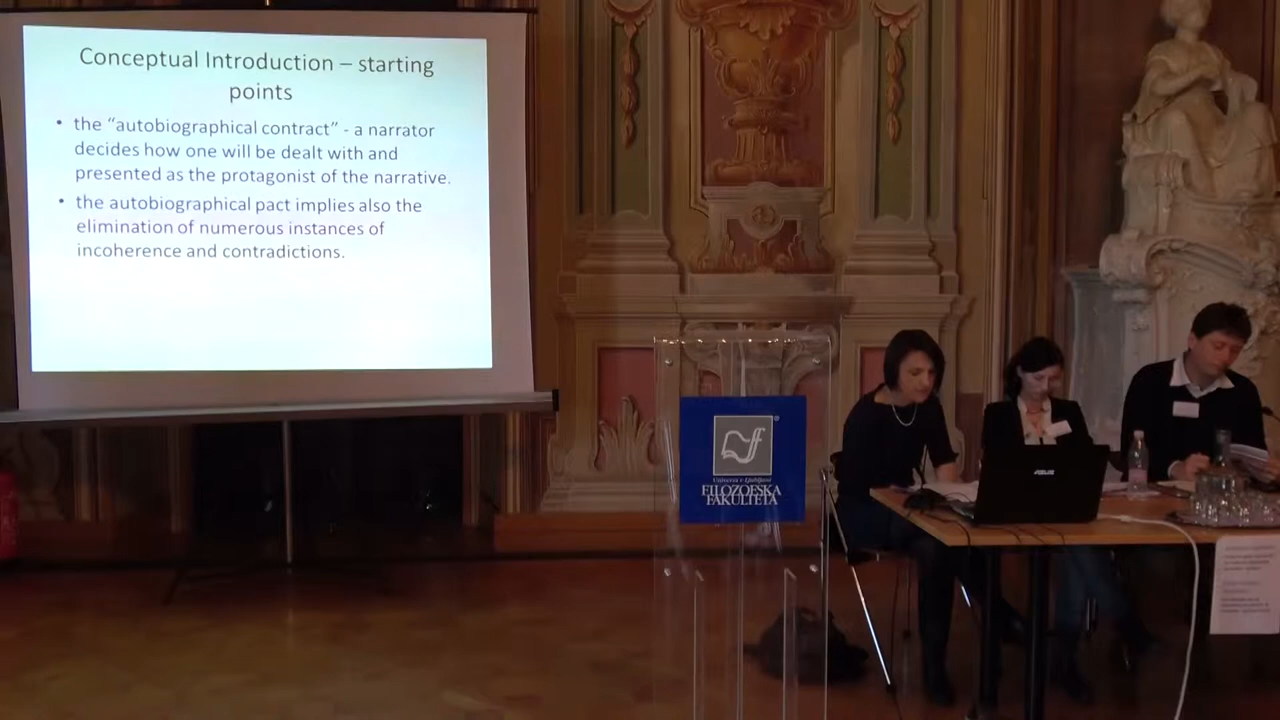 Conceptual Introduction – starting
points
• the “autobiographical contract” - a narrator
decides how one will be dealt with and
presented as the protagonist of the narrative.
• the autobiographical pact implies also the
elimination of numerous instances of
incoherence and contradictions.
Univerza v Ljubljani
FILOZOFSKA
FAKULTETA